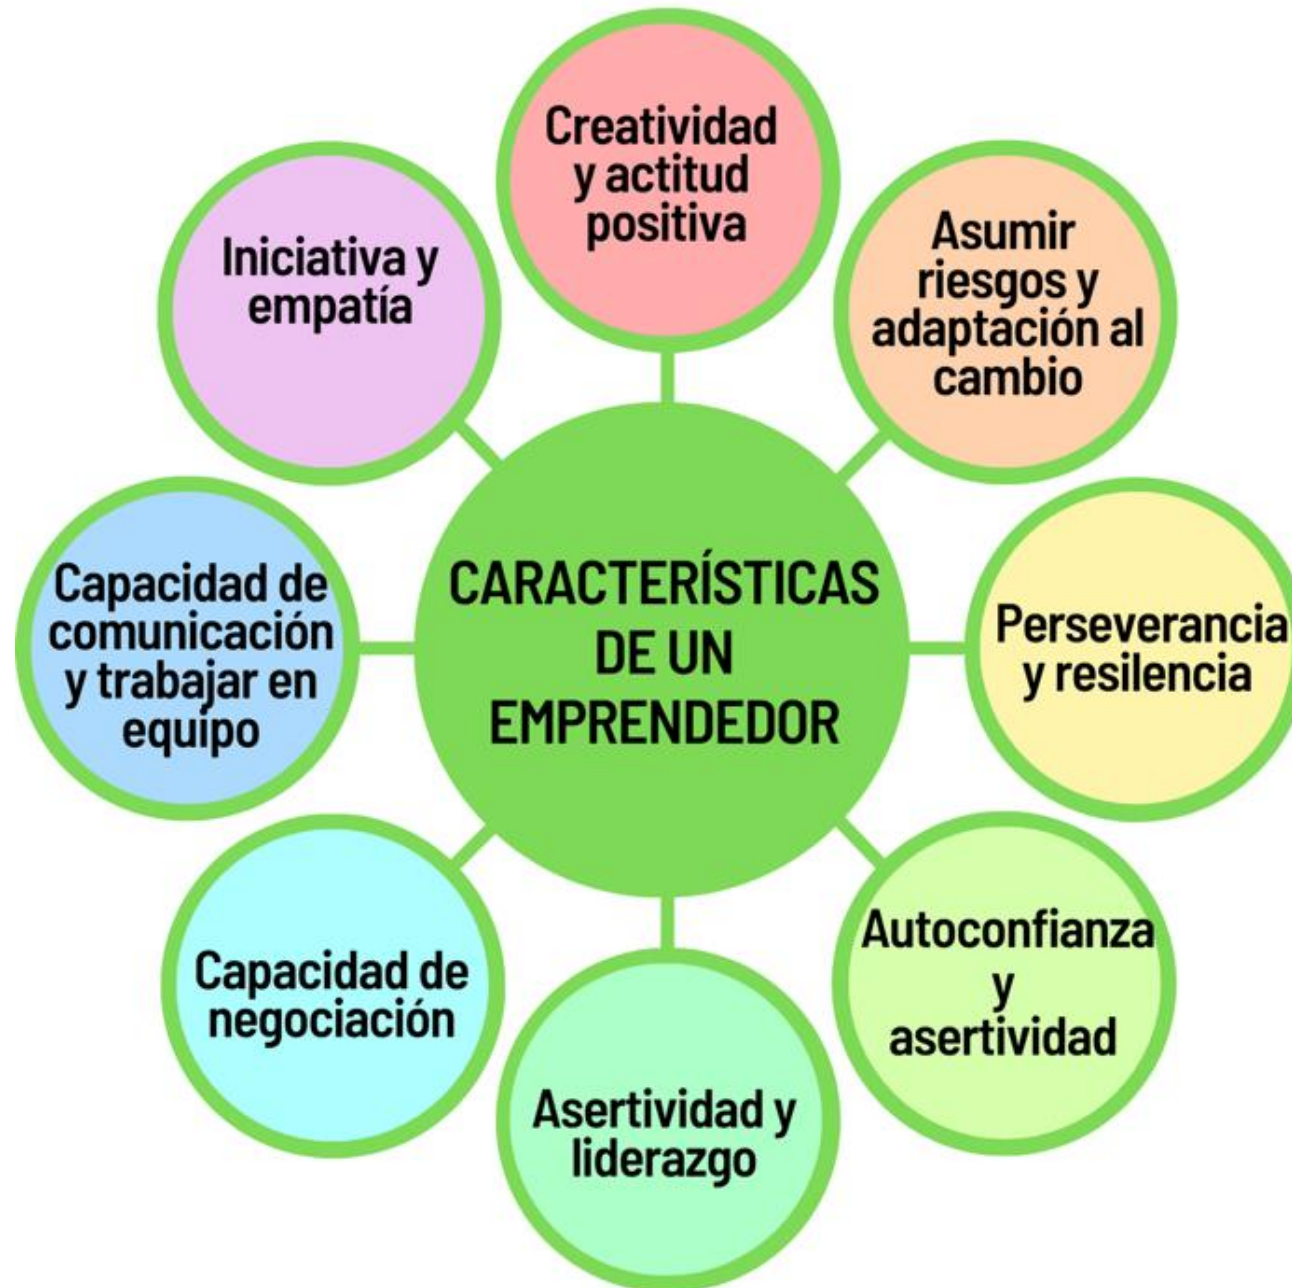 Creatividad
y actitud
positiva
Asumir
riesgos y
adaptación al
cambio
Perseverancia
y resilencia
Autoconfianza
y
asertividad
Asertividad y
liderazgo
Capacidad de
negociación
Capacidad de
comunicación
y trabajar en
equipo
Iniciativa y
empatía
CARACTERÍSTICAS
DE UN
EMPRENDEDOR